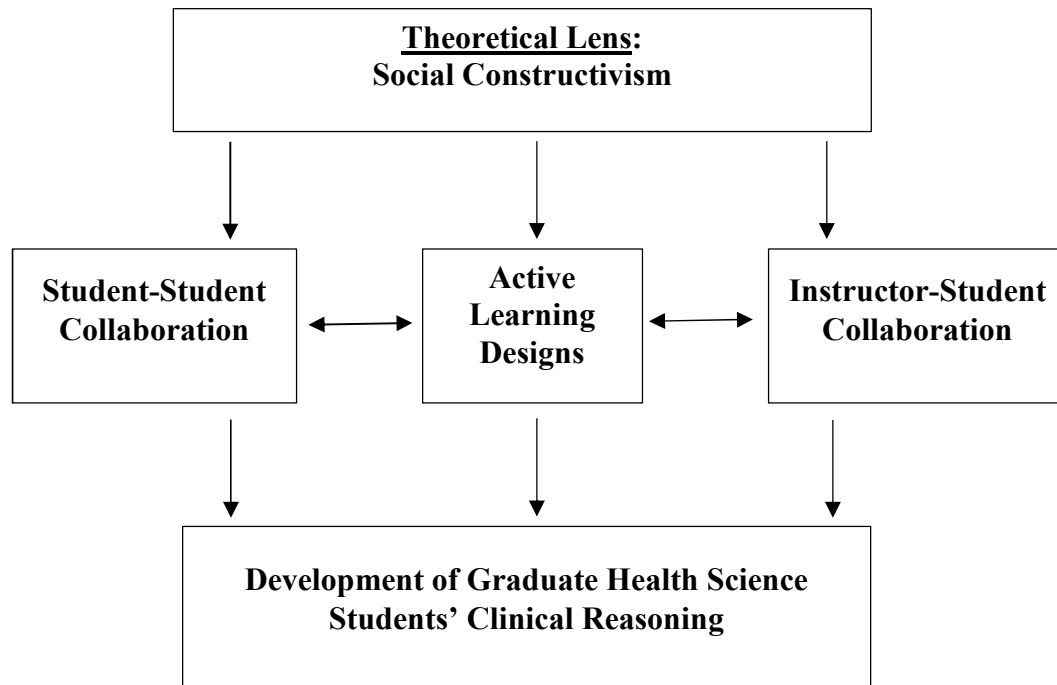 Theoretical Lens:
Social Constructivism
Student-Student
Collaboration
Active
Learning
Designs
Instructor-Student
Collaboration
Development of Graduate Health Science
Students’ Clinical Reasoning